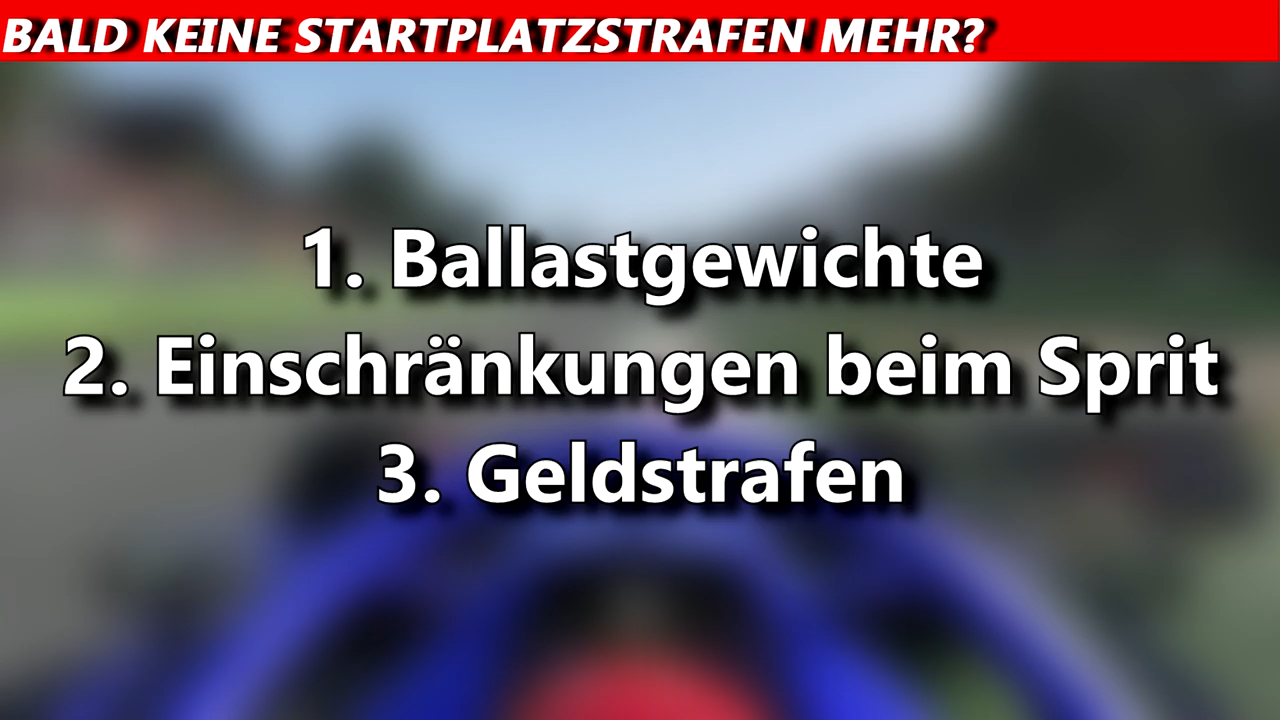 BALD KEINE STARTPLATZSTRAFEN MEHR?
1. Ballastgewichte
2. Einschränkungen beim Sprit
3. Geldstrafen